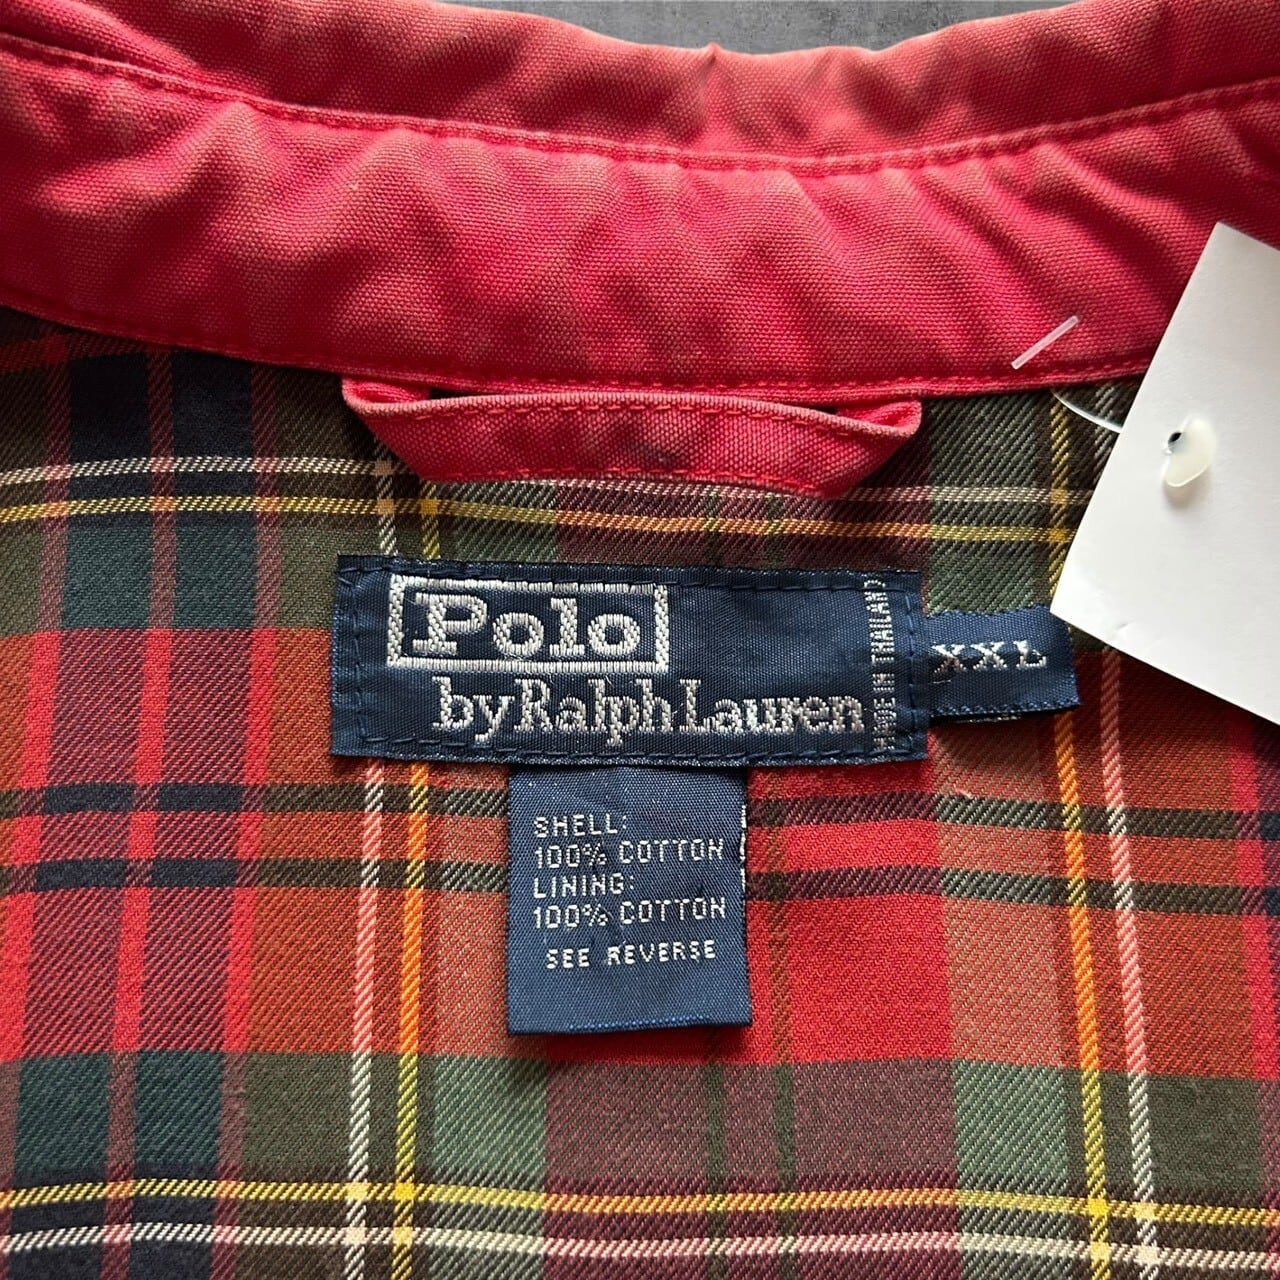 Polo
by Ralph Lauren
MADE IN THAILAND
XXL
SHELL:
100% COTTON
LINING:
100% COTTON
SEE REVERSE